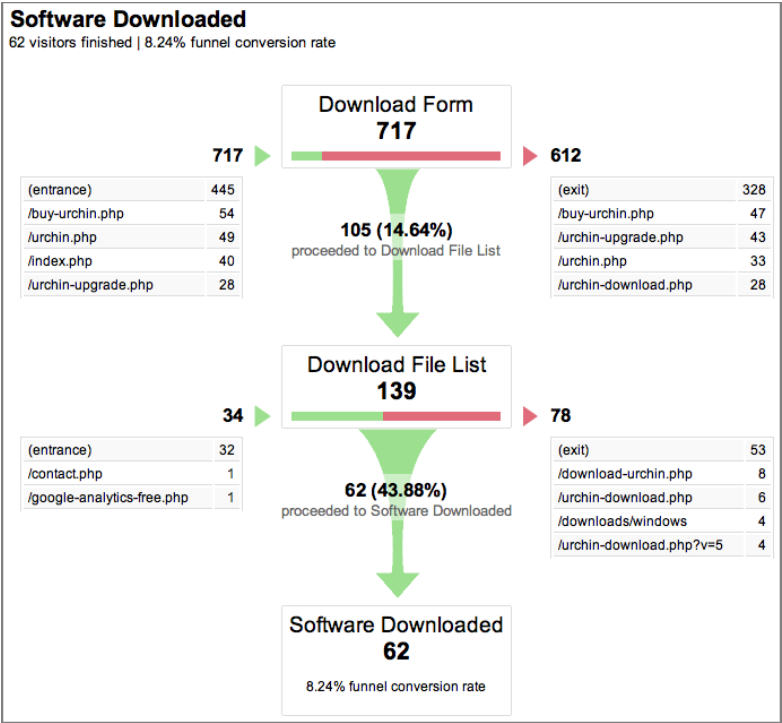 Software Downloaded
62 visitors finished | 8.24% funnel conversion rate
Download Form
717
717
(entrance) 445
/buy-urchin.php 54
/urchin.php 49
/index.php 40
/urchin-upgrade.php 28
612
(exit) 328
/buy-urchin.php 47
/urchin-upgrade.php 43
/urchin.php 33
/urchin-download.php 28
105 (14.64%)
proceeded to Download File List
Download File List
139
34
(entrance) 32
/contact.php 1
/google-analytics-free.php 1
78
(exit) 53
/download-urchin.php 8
/urchin-download.php 6
/downloads/windows 4
/urchin-download.php?v=5 4
62 (43.88%)
proceeded to Software Downloaded
Software Downloaded
62
8.24% funnel conversion rate